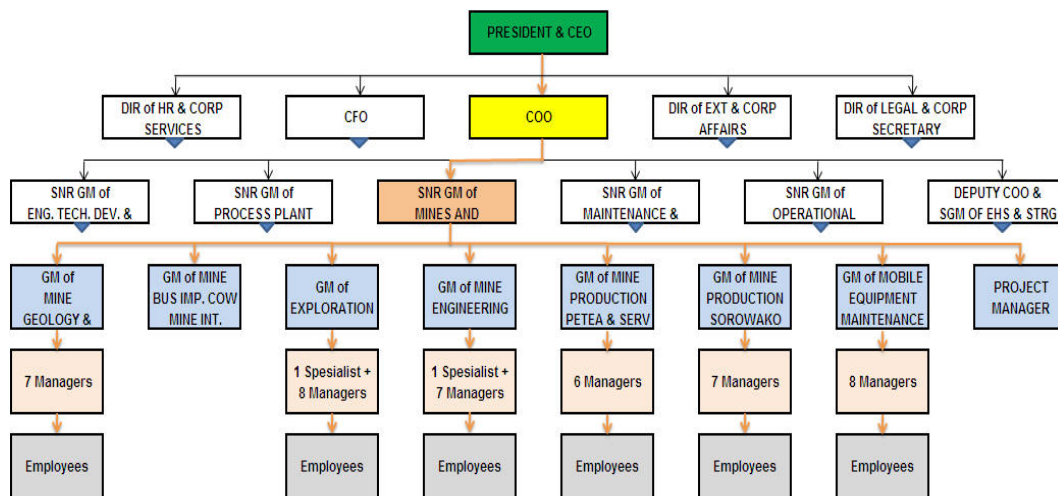 PRESIDENT & CEO
DIR of HR & CORP
SERVICES
CFO
COO
DIR of EXT & CORP
AFFAIRS
DIR of LEGAL & CORP
SECRETARY
SNR GM of
ENG. TECH. DEV. &
SNR GM of
PROCESS PLANT
SNR GM of
MINES AND
SNR GM of
MAINTENANCE &
SNR GM of
OPERATIONAL
DEPUTY COO &
SGM OF EHS & STRG
GM of
MINE
GEOLOGY &
GM of MINE
BUS IMP. COW
MINE INT.
GM of
EXPLORATION
GM of MINE
ENGINEERING
GM of MINE
PRODUCTION
PETEA & SERV
GM of MINE
PRODUCTION
SOROWAKO
GM of MOBILE
EQUIPMENT
MAINTENANCE
PROJECT
MANAGER
7 Managers
1 Spesialist +
8 Managers
1 Spesialist +
7 Managers
6 Managers
7 Managers
8 Managers
Employees
Employees
Employees
Employees
Employees
Employees